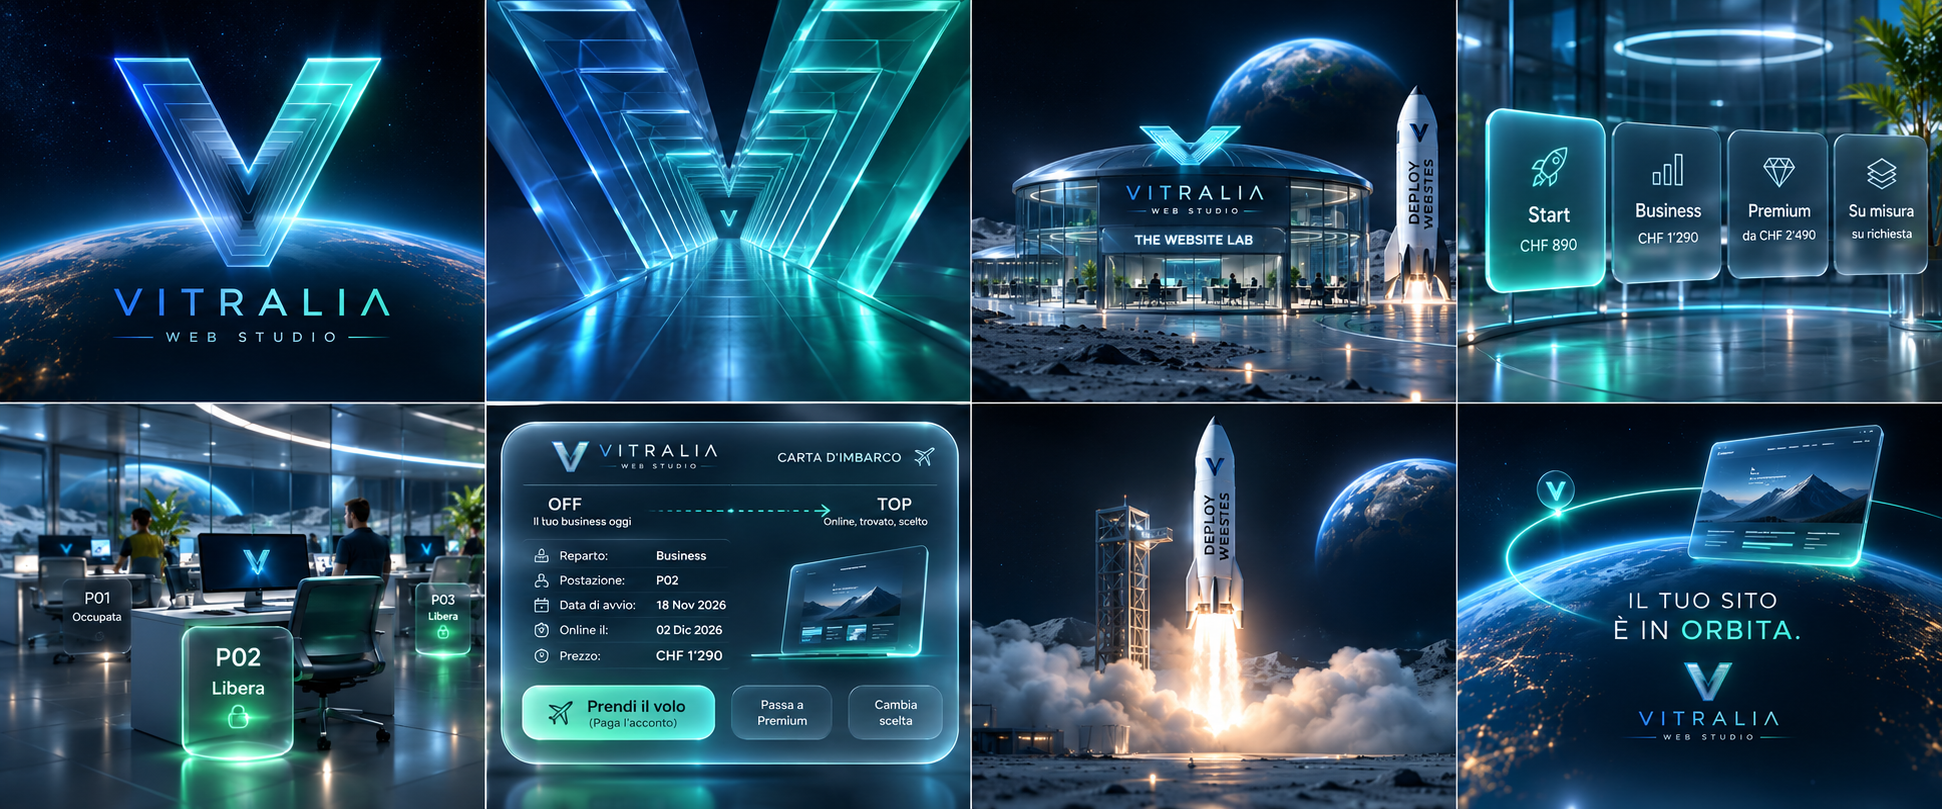 VITRALIA
WEB STUDIO
V
VITRALIA
WEB STUDIO
THE WEBSITE LAB
V
DEPLOY
WEBSTES
Start
CHF 890
Business
CHF 1'290
Premium
da CHF 2'490
Su misura
su richiesta
P01
Occupata
P02
Libera
P03
Libera
VITRALIA
WEB STUDIO
CARTA D'IMBARCO
OFF
Il tuo business oggi
TOP
Online, trovato, scelto
Reparto: Business
Postazione: P02
Data di avvio: 18 Nov 2026
Online il: 02 Dic 2026
Prezzo: CHF 1'290
Prendi il volo
(Paga l'acconto)
Passa a
Premium
Cambia
scelta
V
DEPLOY
WEESTES
V
IL TUO SITO
È IN ORBITA.
VITRALIA
WEB STUDIO